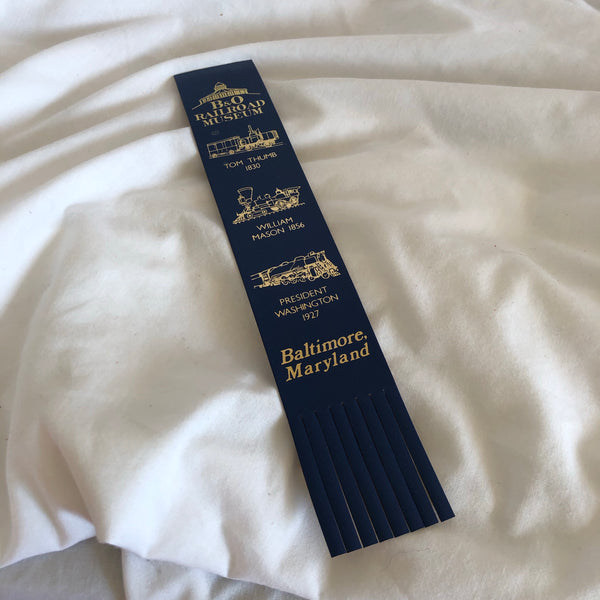 B&O
RAILROAD
MUSEUM
TOM THUMB
1830
WILLIAM
MASON 1856
PRESIDENT
WASHINGTON
1927
Baltimore,
Maryland